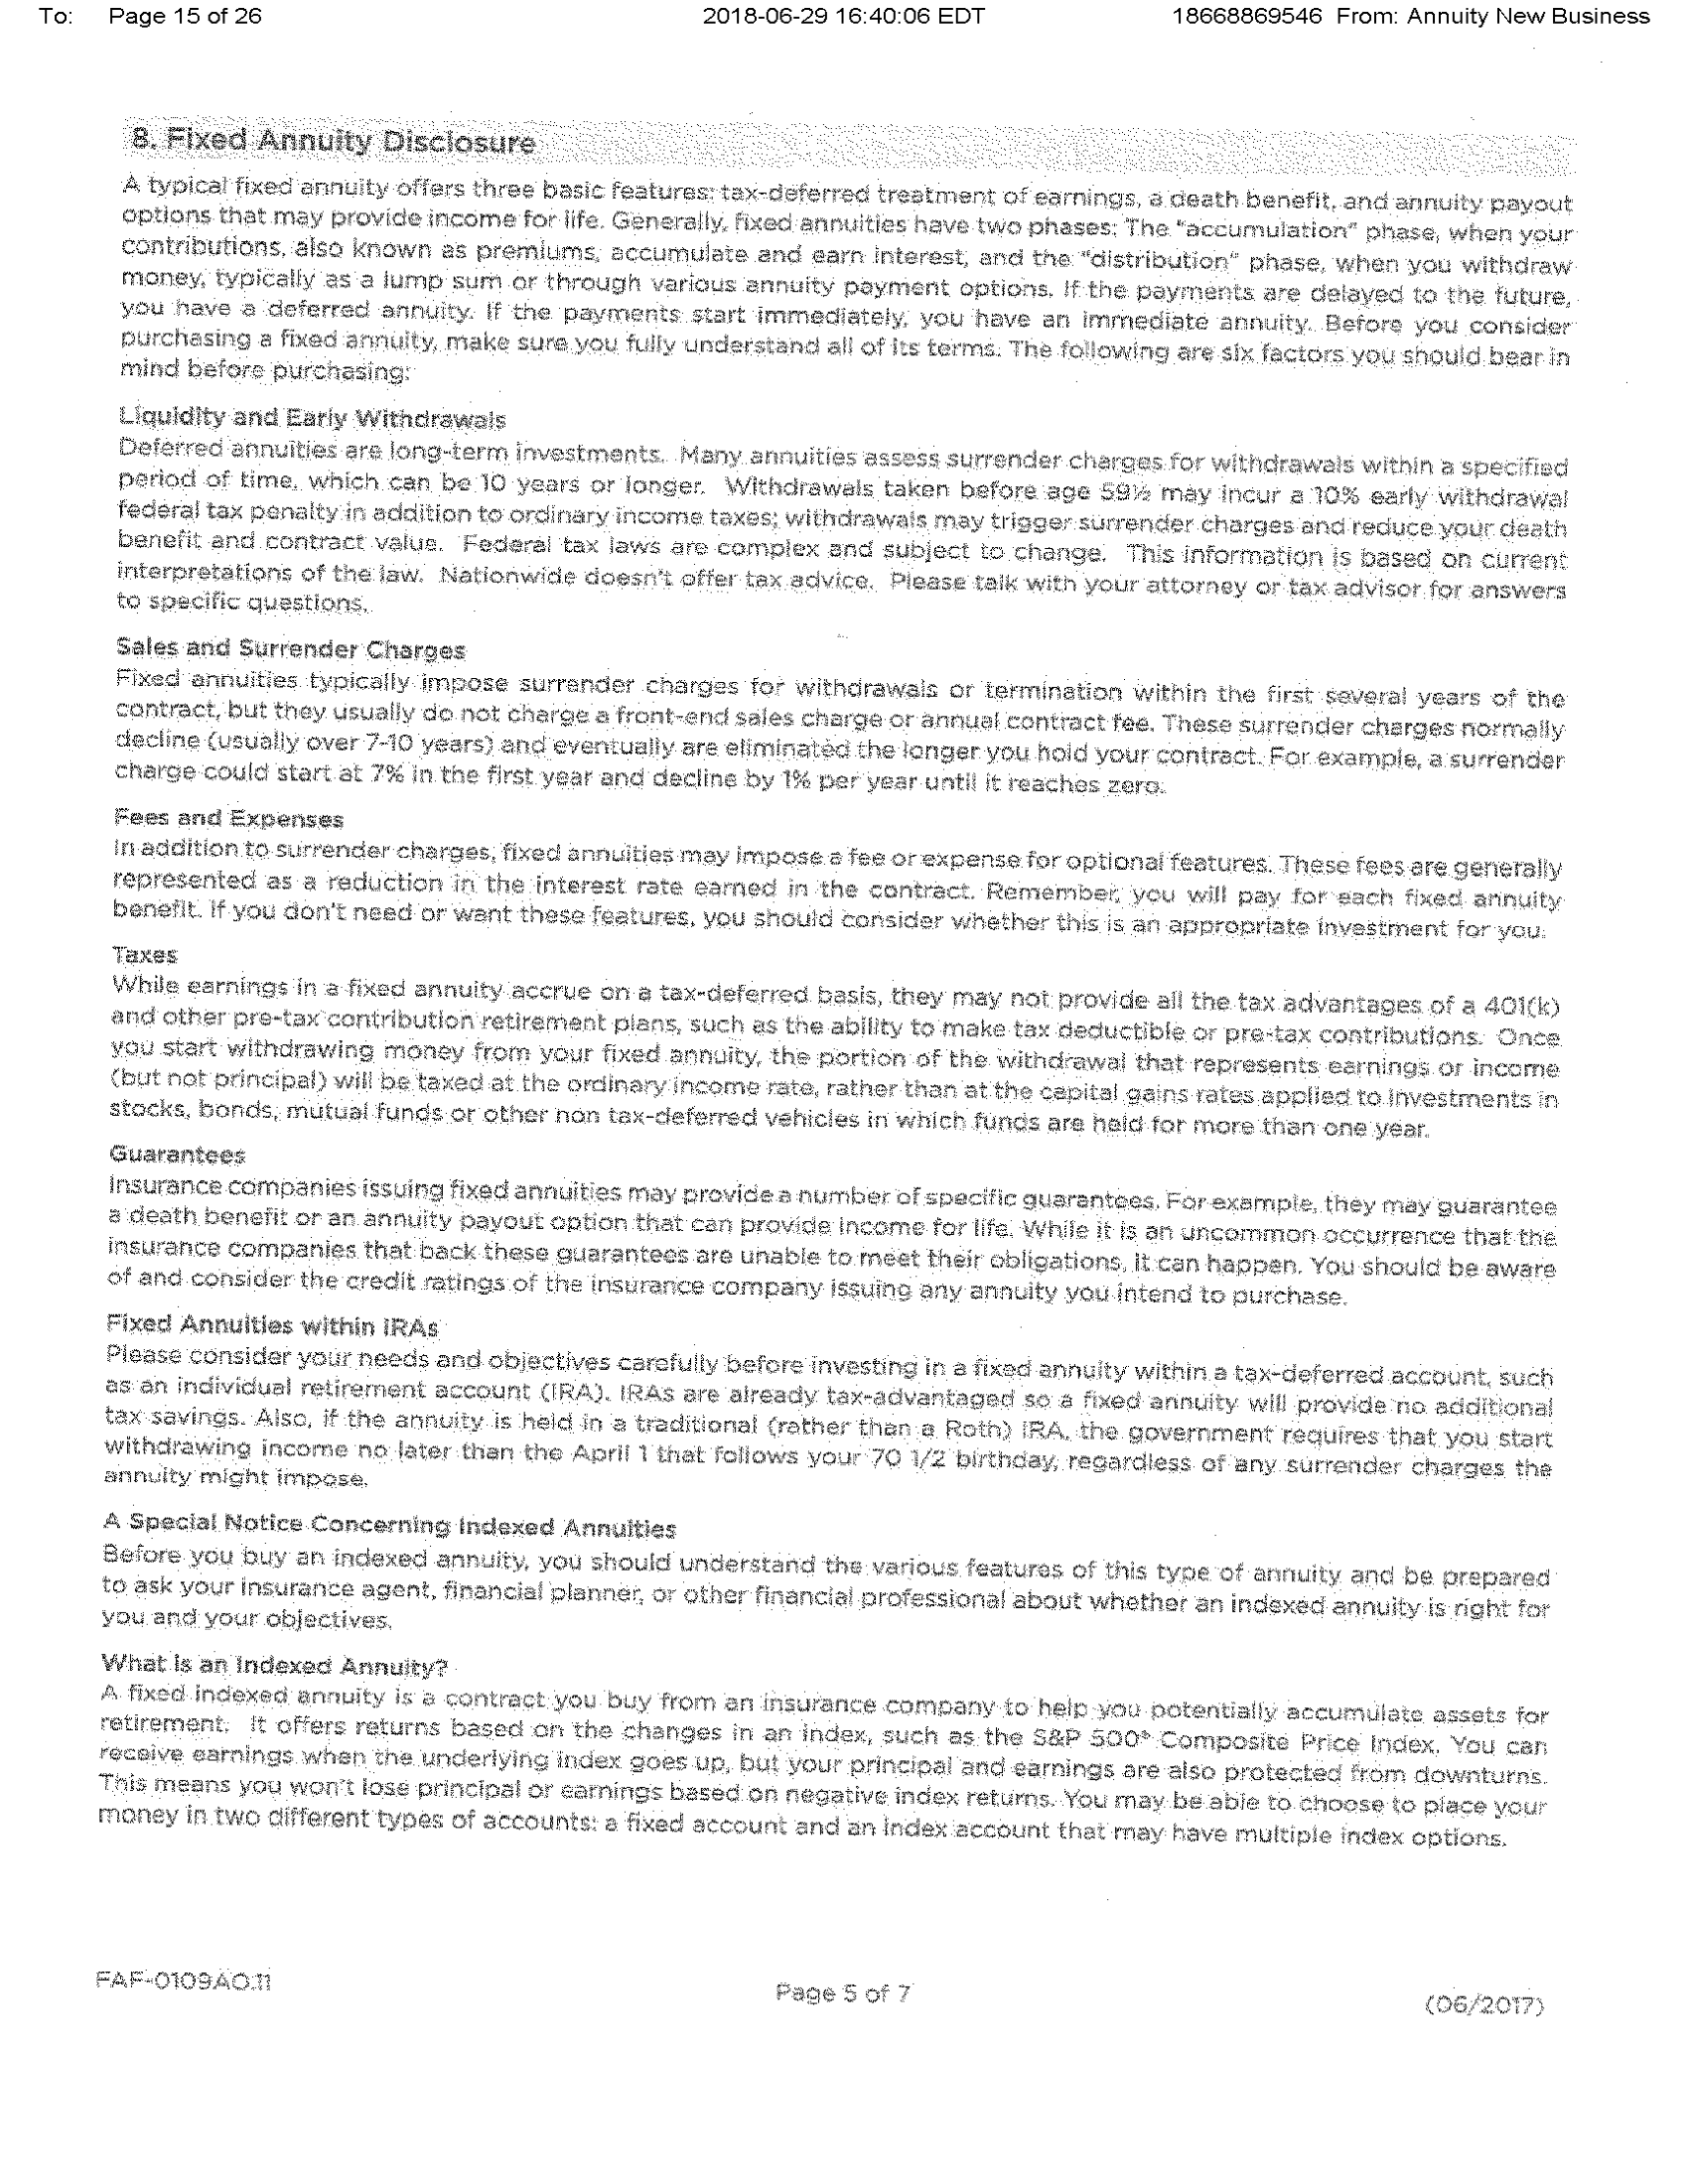 To: Page 15 of 26 2018-06-29 16:40:06 EDT 18668869546 From: Annuity New Business
8. Fixed Annuity Disclosure
A typical fixed annuity offers three basic features: tax-deferred treatment of earnings, a death benefit, and annuity payout
options that may provide income for life. Generally, fixed annuities have two phases: The "accumulation" phase, when your
contributions, also known as premiums, accumulate and earn interest, and the "distribution" phase, when you withdraw
money, typically as a lump sum or through various annuity payment options. If the payments are delayed to the future,
you have a deferred annuity. If the payments start immediately, you have an immediate annuity. Before you consider
purchasing a fixed annuity, make sure you fully understand all of its terms. The following are six factors you should bear in
mind before purchasing:
Liquidity and Early Withdrawals
Deferred annuities are long-term investments. Many annuities assess surrender charges for withdrawals within a specified
period of time, which can be 10 years or longer. Withdrawals taken before age 59½ may incur a 10% early withdrawal
federal tax penalty in addition to ordinary income taxes; withdrawals may trigger surrender charges and reduce your death
benefit and contract value. Federal tax laws are complex and subject to change. This information is based on current
interpretations of the law. Nationwide doesn't offer tax advice. Please talk with your attorney or tax advisor for answers
to specific questions.
Sales and Surrender Charges
Fixed annuities typically impose surrender charges for withdrawals or termination within the first several years of the
contract, but they usually do not charge a front-end sales charge or annual contract fee. These surrender charges normally
decline (usually over 7-10 years) and eventually are eliminated the longer you hold your contract. For example, a surrender
charge could start at 7% in the first year and decline by 1% per year until it reaches zero.
Fees and Expenses
In addition to surrender charges, fixed annuities may impose a fee or expense for optional features. These fees are generally
represented as a reduction in the interest rate earned in the contract. Remember, you will pay for each fixed annuity
benefit. If you don't need or want these features, you should consider whether this is an appropriate investment for you.
Taxes
While earnings in a fixed annuity accrue on a tax-deferred basis, they may not provide all the tax advantages of a 401(k)
and other pre-tax contribution retirement plans, such as the ability to make tax deductible or pre-tax contributions. Once
you start withdrawing money from your fixed annuity, the portion of the withdrawal that represents earnings or income
(but not principal) will be taxed at the ordinary income rate, rather than at the capital gains rates applied to investments in
stocks, bonds, mutual funds or other non tax-deferred vehicles in which funds are held for more than one year.
Guarantees
Insurance companies issuing fixed annuities may provide a number of specific guarantees. For example, they may guarantee
a death benefit or an annuity payout option that can provide income for life. While it is an uncommon occurrence that the
insurance companies that back these guarantees are unable to meet their obligations, it can happen. You should be aware
of and consider the credit ratings of the insurance company issuing any annuity you intend to purchase.
Fixed Annuities within IRAs
Please consider your needs and objectives carefully before investing in a fixed annuity within a tax-deferred account, such
as an individual retirement account (IRA). IRAs are already tax-advantaged so a fixed annuity will provide no additional
tax savings. Also, if the annuity is held in a traditional (rather than a Roth) IRA, the government requires that you start
withdrawing income no later than the April 1 that follows your 70 1/2 birthday, regardless of any surrender charges the
annuity might impose.
A Special Notice Concerning Indexed Annuities
Before you buy an indexed annuity, you should understand the various features of this type of annuity and be prepared
to ask your insurance agent, financial planner, or other financial professional about whether an indexed annuity is right for
you and your objectives.
What is an Indexed Annuity?
A fixed indexed annuity is a contract you buy from an insurance company to help you potentially accumulate assets for
retirement. It offers returns based on the changes in an index, such as the S&P 500® Composite Price Index. You can
receive earnings when the underlying index goes up, but your principal and earnings are also protected from downturns.
This means you won't lose principal or earnings based on negative index returns. You may be able to choose to place your
money in two different types of accounts: a fixed account and an index account that may have multiple index options.
FAF-0109AO.11 Page 5 of 7 (06/2017)